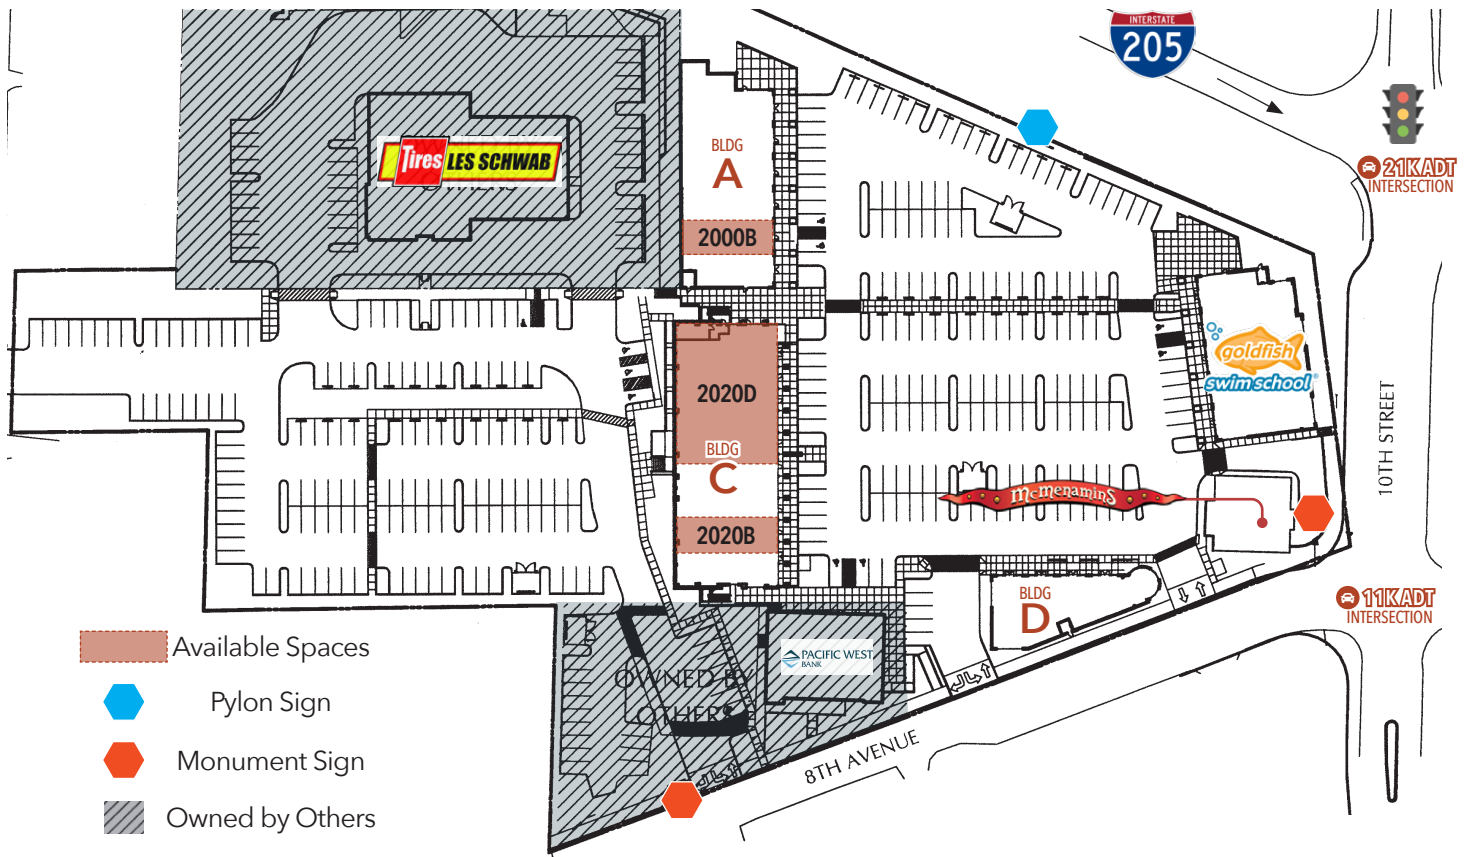 INTERSTATE
205
21K ADT
INTERSECTION
Tires LES SCHWAB
OTHERS
BLDG
A
2000B
goldfish
swim school
2020D
BLDG
C
2020B
McMenamins
10TH STREET
BLDG
D
11K ADT
INTERSECTION
PACIFIC WEST
BANK
OWNED BY
OTHERS
8TH AVENUE
Available Spaces
Pylon Sign
Monument Sign
Owned by Others